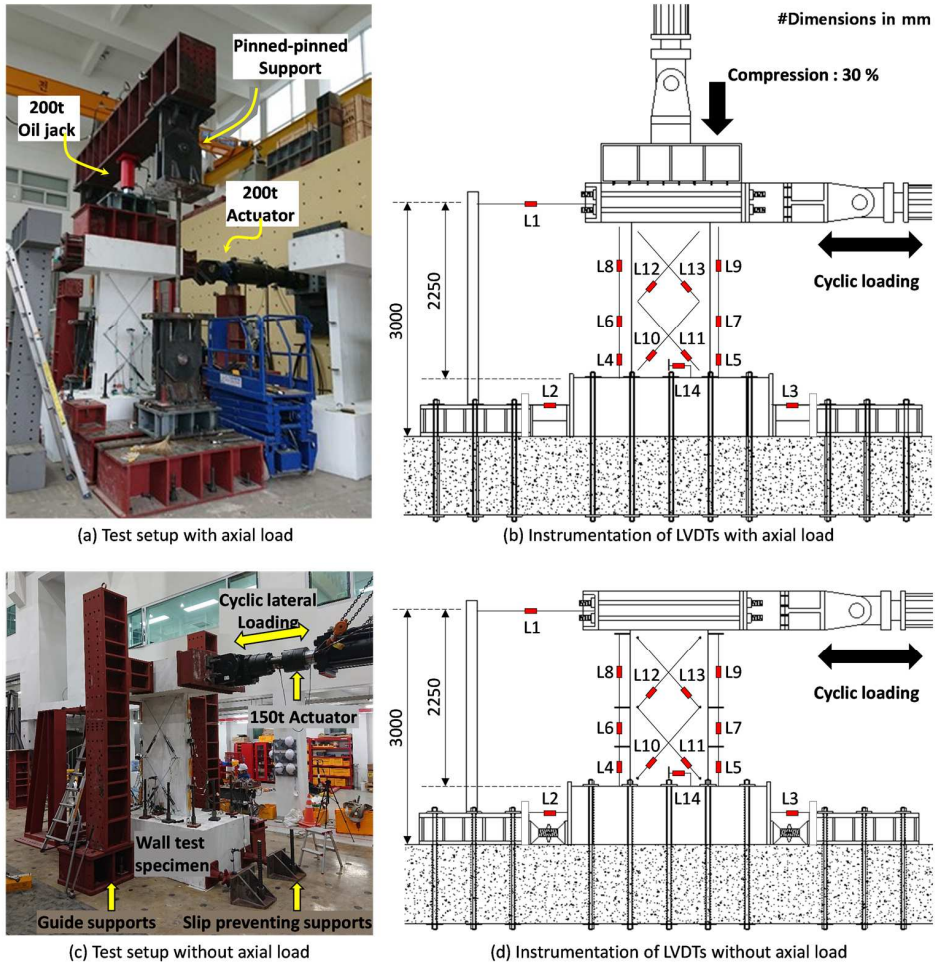 Pinned-pinned
Support
200t
Oil jack
200t
Actuator
(a) Test setup with axial load
#Dimensions in mm
Compression : 30 %
L1
Cyclic loading
L8
L12
L13
L9
L6
L7
L10
L11
L4
L5
L14
L2
L3
3000
2250
(b) Instrumentation of LVDTs with axial load
Cyclic lateral
Loading
150t Actuator
Wall test
specimen
Guide supports
Slip preventing supports
(c) Test setup without axial load
L1
Cyclic loading
L8
L12
L13
L9
L6
L7
L10
L11
L4
L5
L14
L2
L3
3000
2250
(d) Instrumentation of LVDTs without axial load